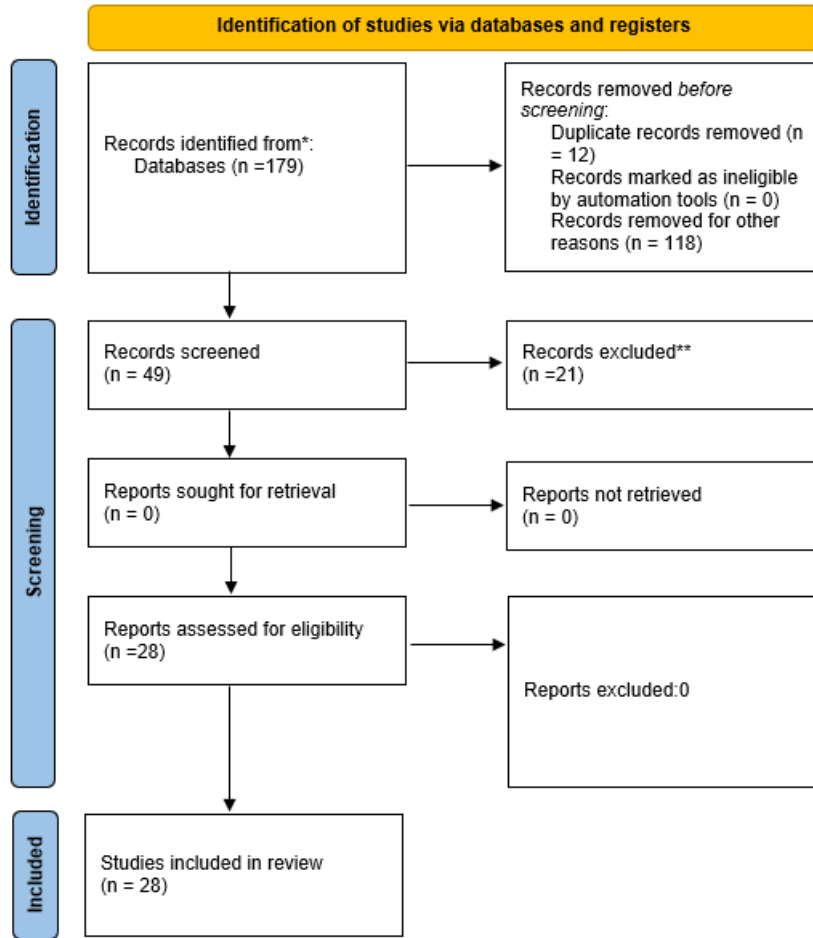 Identification of studies via databases and registers
Identification
Records identified from*:
Databases (n =179)
Records removed before
screening:
Duplicate records removed (n
= 12)
Records marked as ineligible
by automation tools (n = 0)
Records removed for other
reasons (n = 118)
Screening
Records screened
(n = 49)
Records excluded**
(n =21)
Reports sought for retrieval
(n = 0)
Reports not retrieved
(n = 0)
Reports assessed for eligibility
(n =28)
Reports excluded:0
Included
Studies included in review
(n = 28)